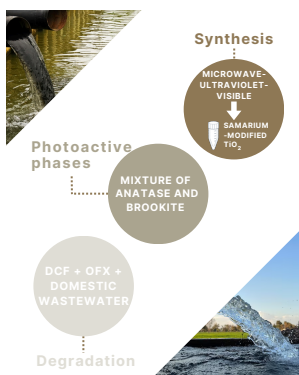 Synthesis
MICROWAVE-
ULTRAVIOLET-
VISIBLE
SAMARIUM
-MODIFIED
TiO₂
Photoactive
phases
MIXTURE OF
ANATASE AND
BROOKITE
DCF + OFX +
DOMESTIC
WASTEWATER
Degradation